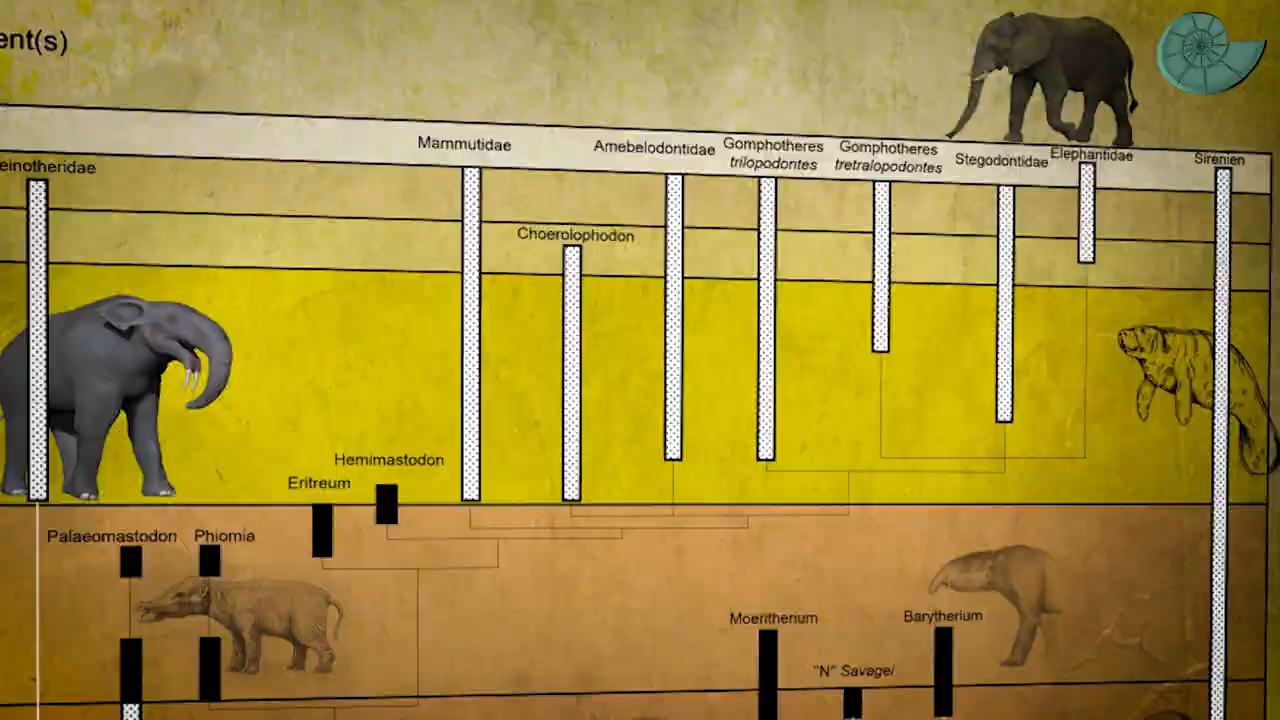 ent(s)
einotheridae
Mammutidae
Amebelodontidae
Gomphotheres
trilopodontes
Gomphotheres
tretralopodontes
Stegodontidae
Elephantidae
Sirenien
Choerolophodon
Hemimastodon
Eritreum
Palaeomastodon
Phiomia
Moeritherium
Barytherium
"N" Savagei